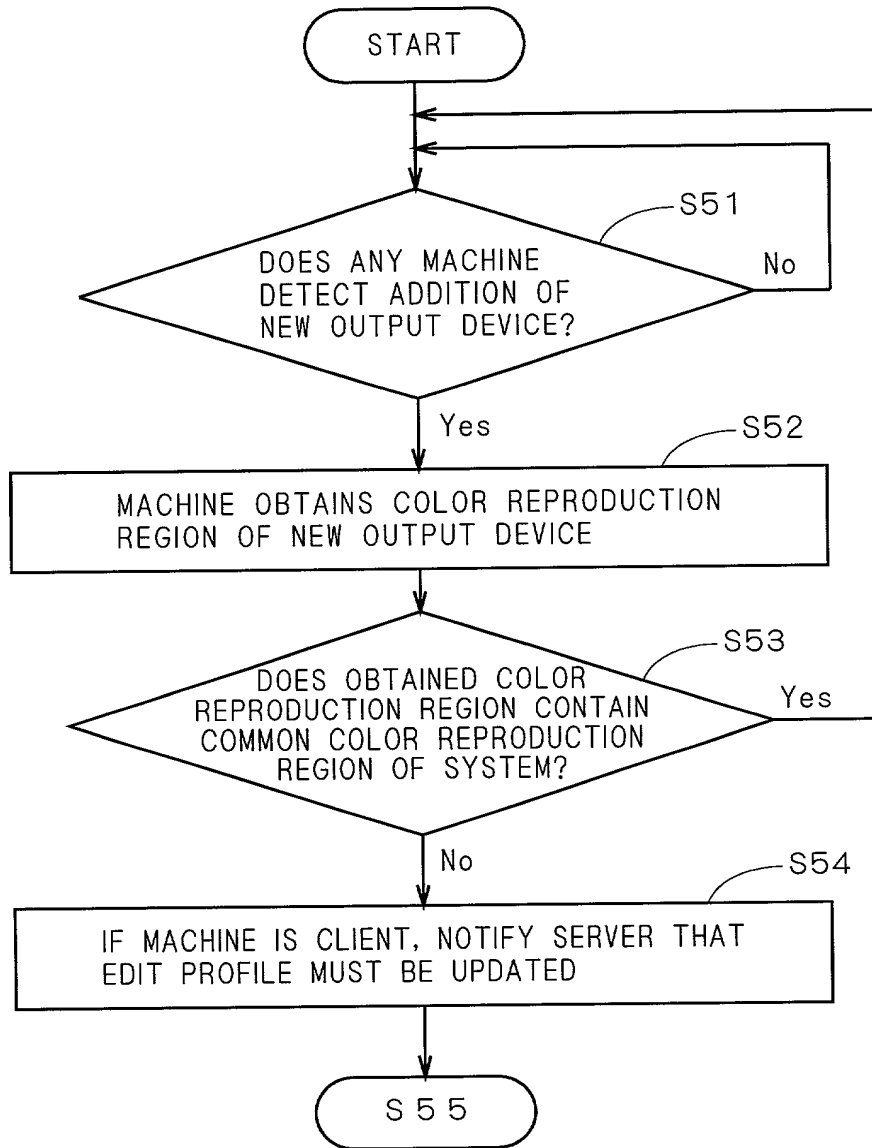 START
S51
DOES ANY MACHINE
DETECT ADDITION OF
NEW OUTPUT DEVICE?
No
Yes
S52
MACHINE OBTAINS COLOR REPRODUCTION
REGION OF NEW OUTPUT DEVICE
S53
DOES OBTAINED COLOR
REPRODUCTION REGION CONTAIN
COMMON COLOR REPRODUCTION
REGION OF SYSTEM?
Yes
No
S54
IF MACHINE IS CLIENT, NOTIFY SERVER THAT
EDIT PROFILE MUST BE UPDATED
S55